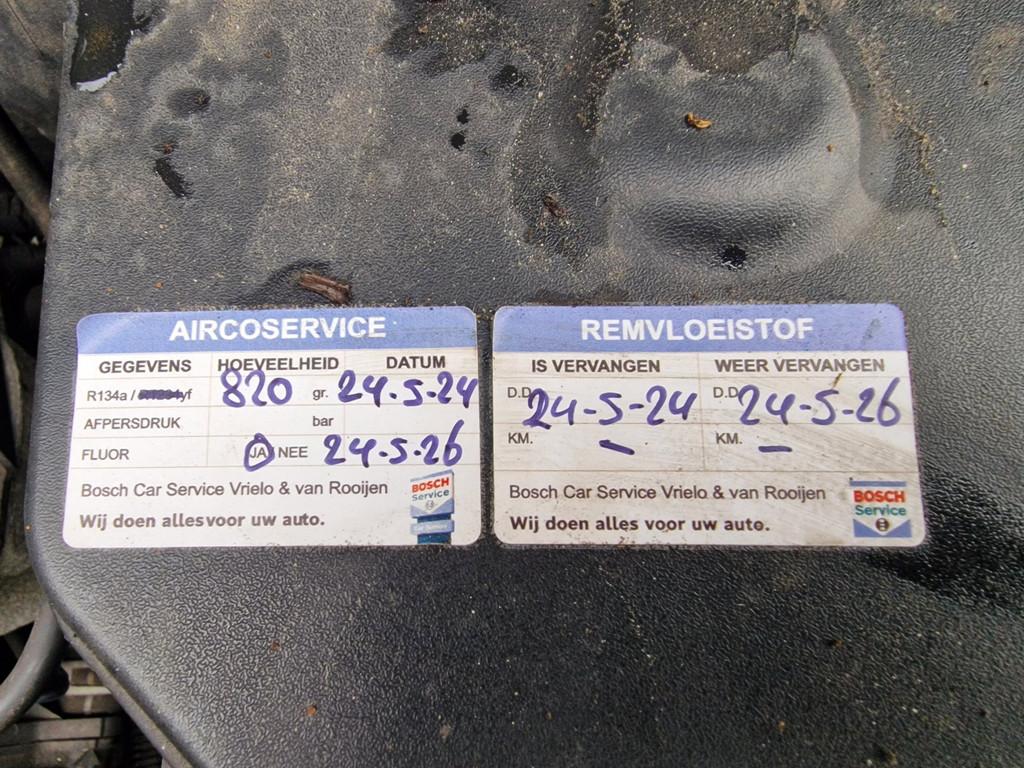 AIRCOSERVICE
GEGEVENS HOEVEELHEID DATUM
R134a / R1234yf 820 gr. 24.5.24
AFPERSDRUK bar
FLUOR JA NEE 24.5.26
Bosch Car Service Vrielo & van Rooijen
Wij doen alles voor uw auto.
BOSCH
Service
Car Service
REMVLOEISTOF
IS VERVANGEN WEER VERVANGEN
D.D. 24-5-24 D.D. 24-5-26
KM. - KM. -
Bosch Car Service Vrielo & van Rooijen
Wij doen alles voor uw auto.
BOSCH
Service